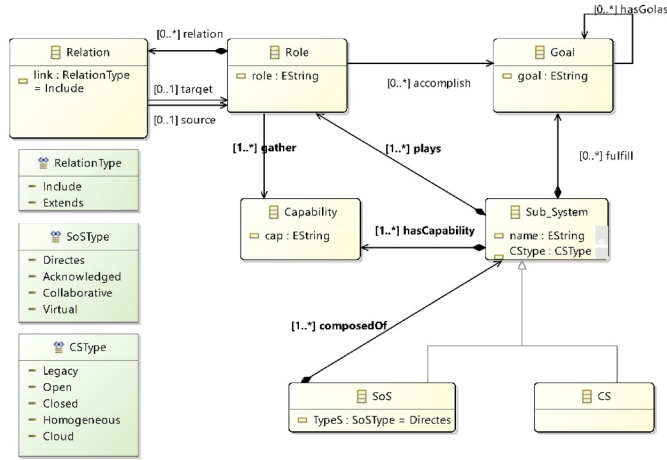 [0..*] hasGolas
[0..*] relation
Relation
link : RelationType
= Include
Role
role : EString
Goal
goal : EString
[0..1] target
[0..1] source
[0..*] accomplish
RelationType
Include
Extends
[1..*] gather
[1..*] plays
[0..*] fulfill
SoSType
Directes
Acknowledged
Collaborative
Virtual
Capability
cap : EString
[1..*] hasCapability
Sub_System
name : EString
CStype : CSType
[1..*] composedOf
CSType
Legacy
Open
Closed
Homogeneous
Cloud
SoS
TypeS : SoSType = Directes
CS